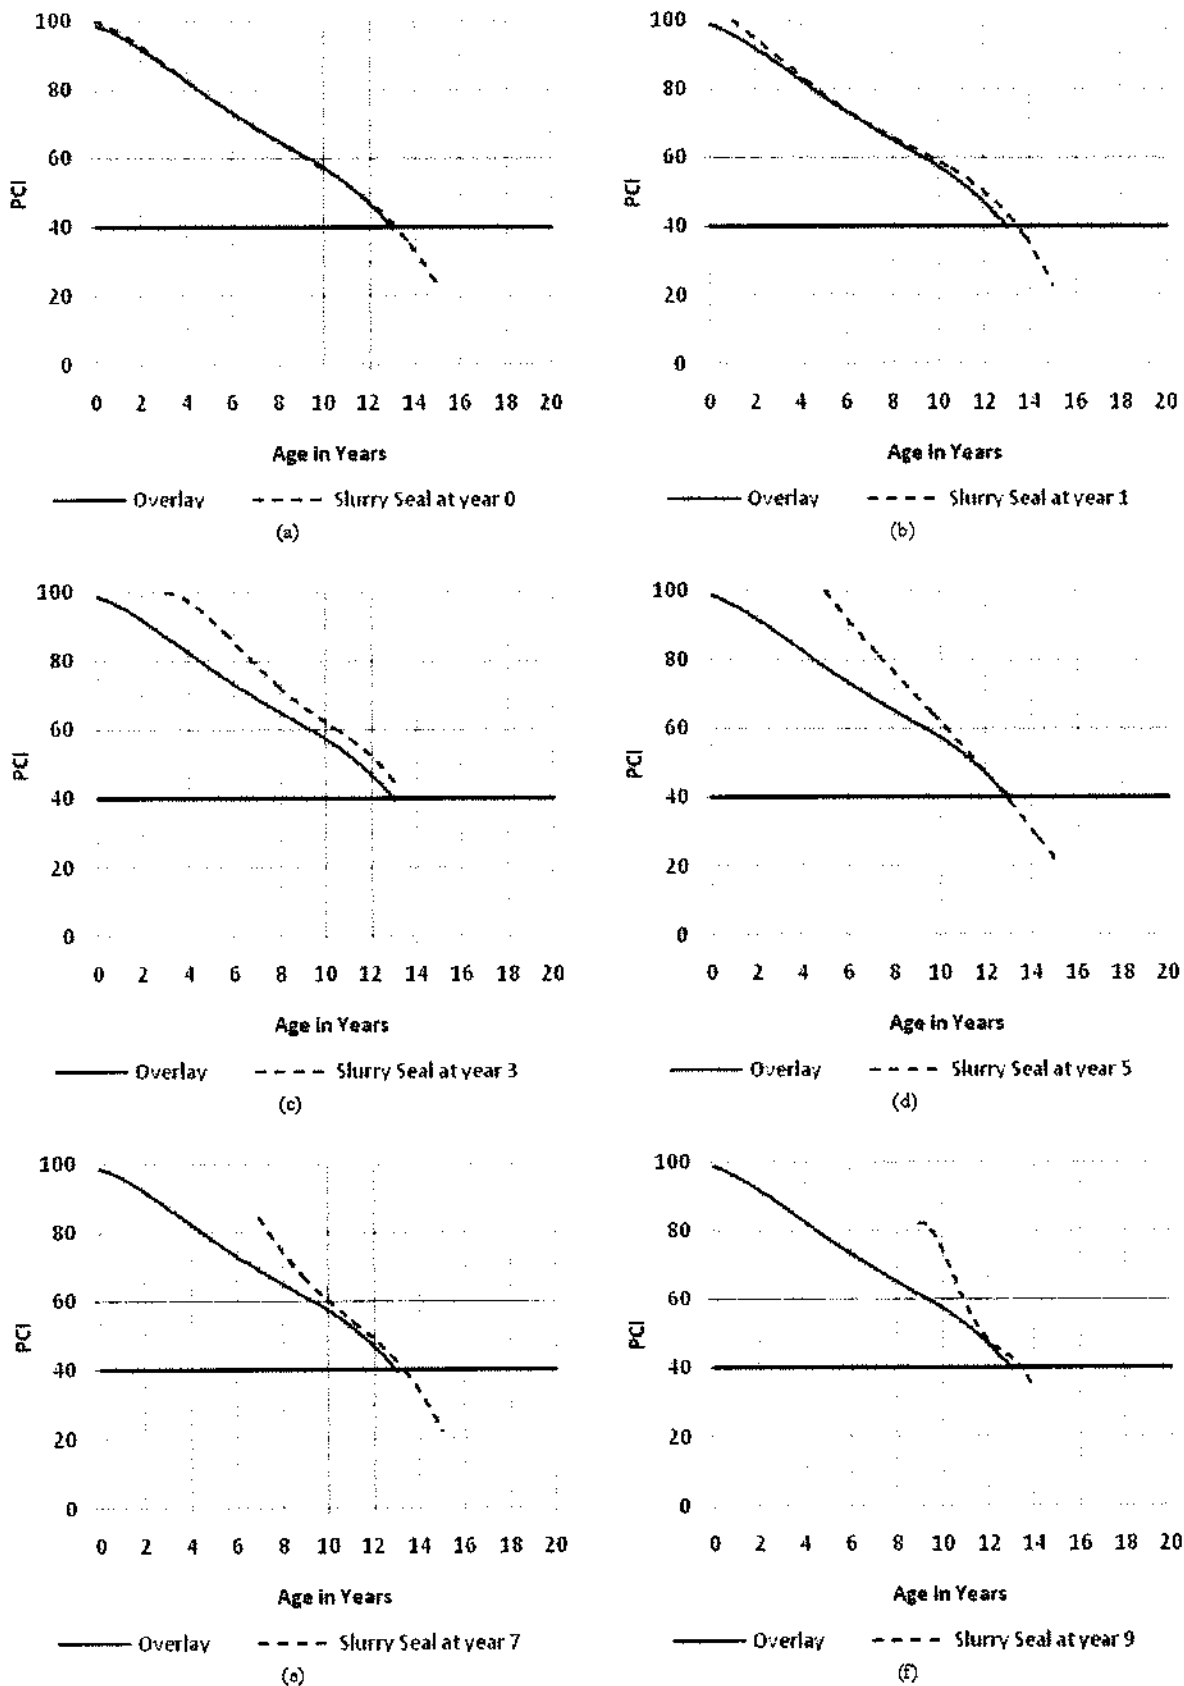 100
80
60
40
20
0
PCI
0 2 4 6 8 10 12 14 16 18 20
Age in Years
Overlay Slurry Seal at year 0
(a)
100
80
60
40
20
0
PCI
0 2 4 6 8 10 12 14 16 18 20
Age in Years
Overlay Slurry Seal at year 1
(b)
100
80
60
40
20
0
PCI
0 2 4 6 8 10 12 14 16 18 20
Age in Years
Overlay Slurry Seal at year 3
(c)
100
80
60
40
20
0
PCI
0 2 4 6 8 10 12 14 16 18 20
Age in Years
Overlay Slurry Seal at year 5
(d)
100
80
60
40
20
0
PCI
0 2 4 6 8 10 12 14 16 18 20
Age in Years
Overlay Slurry Seal at year 7
(e)
100
80
60
40
20
0
PCI
0 2 4 6 8 10 12 14 16 18 20
Age in Years
Overlay Slurry Seal at year 9
(f)